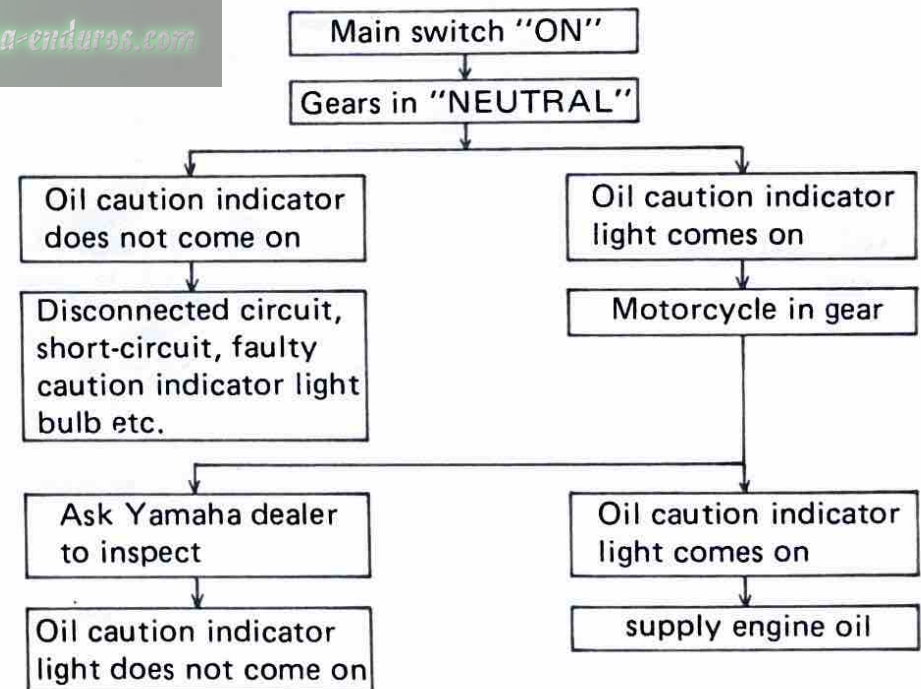 a-enduros.com
Main switch "ON"
Gears in "NEUTRAL"
Oil caution indicator
does not come on
Oil caution indicator
light comes on
Disconnected circuit,
short-circuit, faulty
caution indicator light
bulb etc.
Motorcycle in gear
Ask Yamaha dealer
to inspect
Oil caution indicator
light comes on
Oil caution indicator
light does not come on
supply engine oil